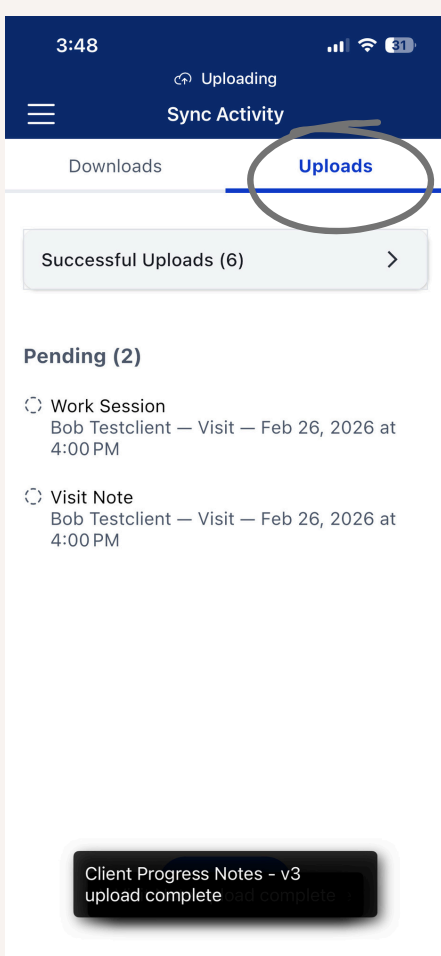 3:48
31
Uploading
Sync Activity
Downloads
Uploads
Successful Uploads (6)
Pending (2)
Work Session
Bob Testclient — Visit — Feb 26, 2026 at
4:00 PM
Visit Note
Bob Testclient — Visit — Feb 26, 2026 at
4:00 PM
Client Progress Notes - v3
upload complete